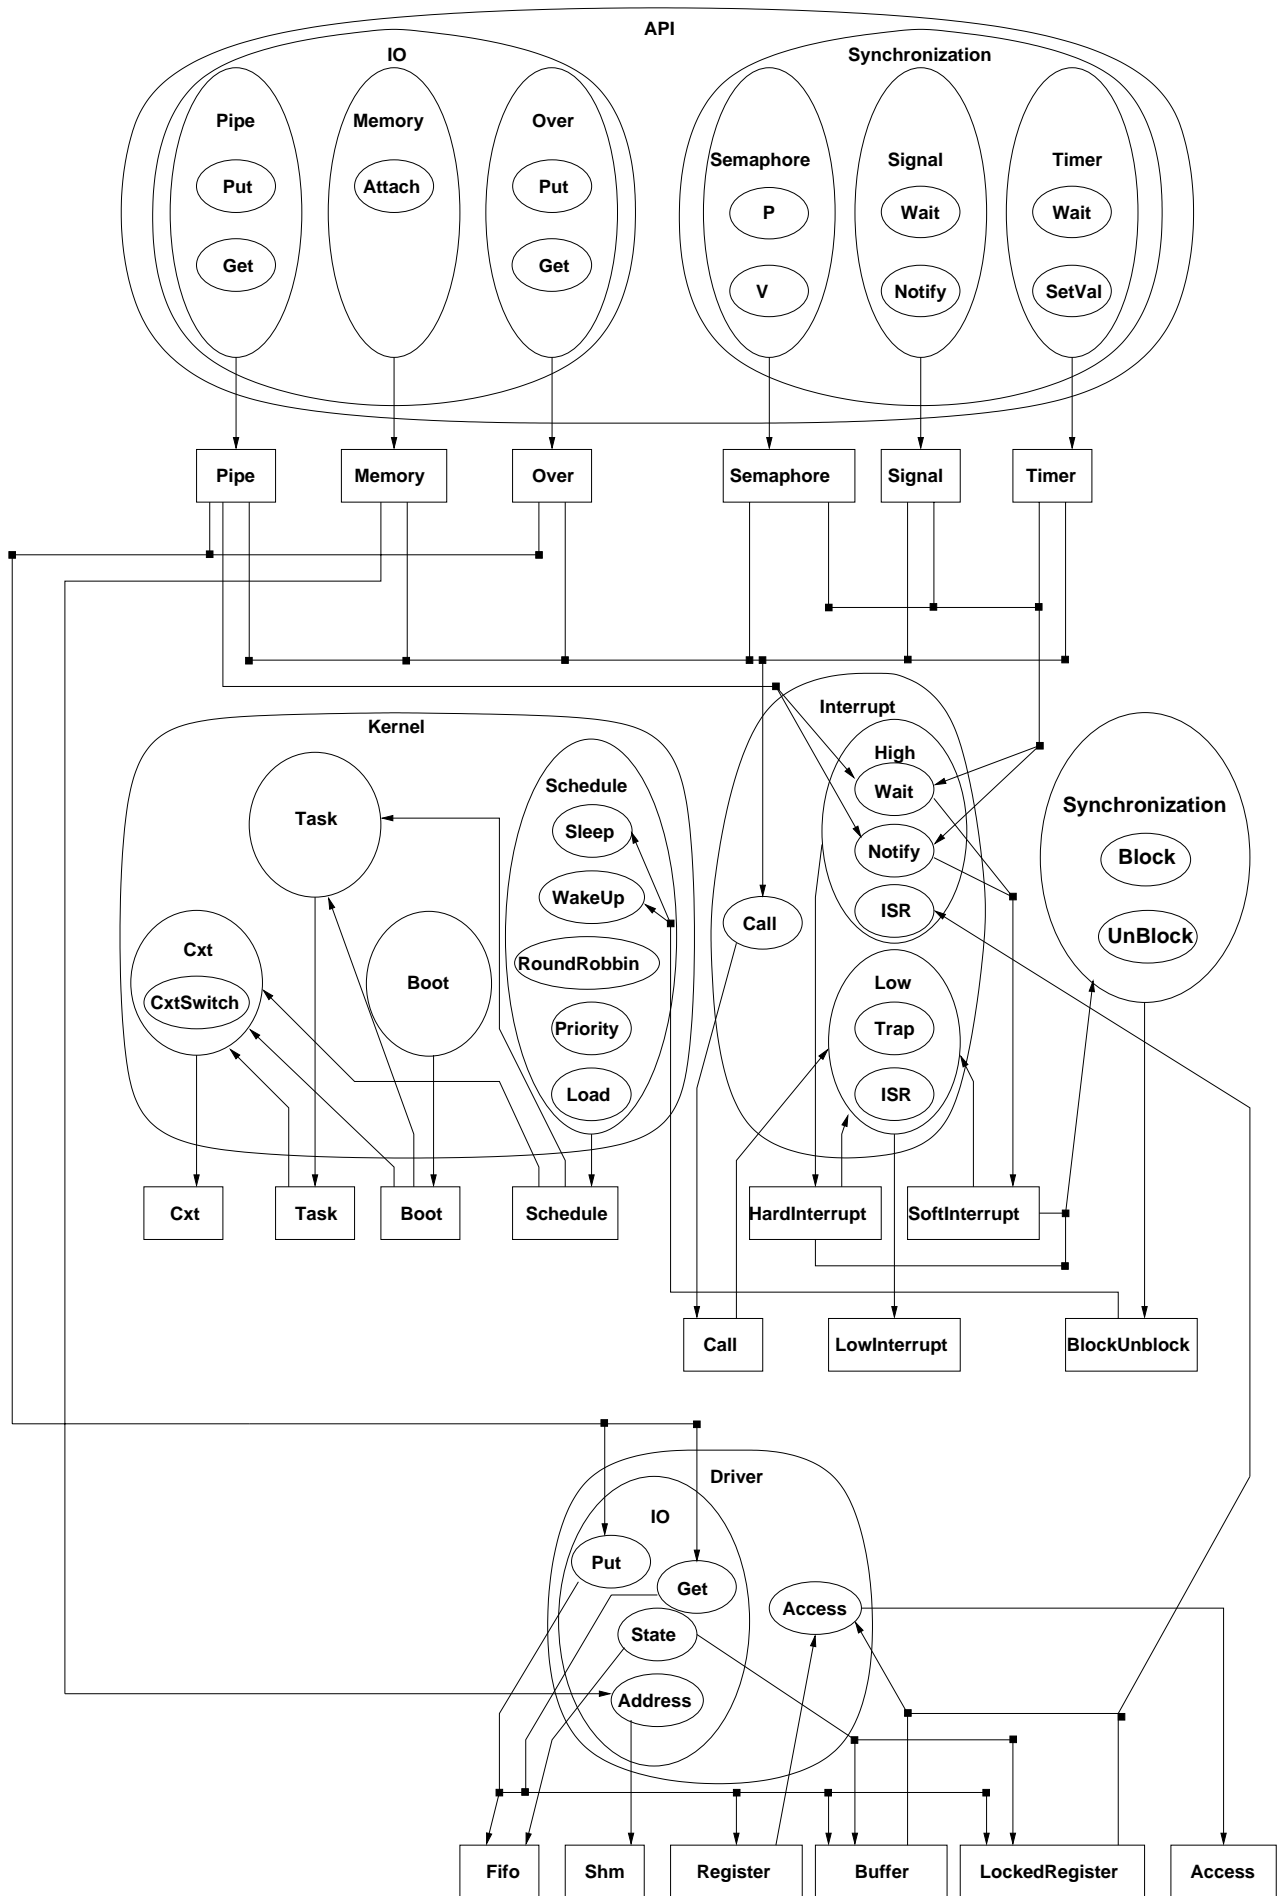 API
IO
Synchronization
Pipe
Memory
Over
Semaphore
Signal
Timer
Put
Attach
Put
P
Wait
Wait
Get
Get
V
Notify
SetVal
Pipe
Memory
Over
Semaphore
Signal
Timer
Kernel
Interrupt
High
Schedule
Wait
Synchronization
Task
Sleep
Notify
Block
WakeUp
ISR
Call
UnBlock
Cxt
RoundRobbin
Boot
Low
CxtSwitch
Priority
Trap
Load
ISR
Cxt
Task
Boot
Schedule
HardInterrupt
SoftInterrupt
Call
LowInterrupt
BlockUnblock
Driver
IO
Put
Get
Access
State
Address
Fifo
Shm
Register
Buffer
LockedRegister
Access